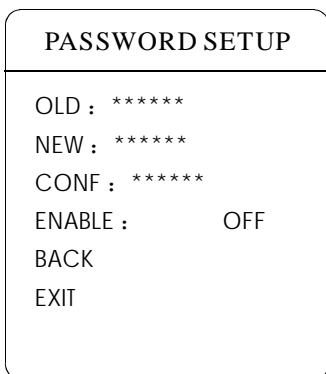 PASSWORD SETUP
OLD：******
NEW：******
CONF：******
ENABLE： OFF
BACK
EXIT